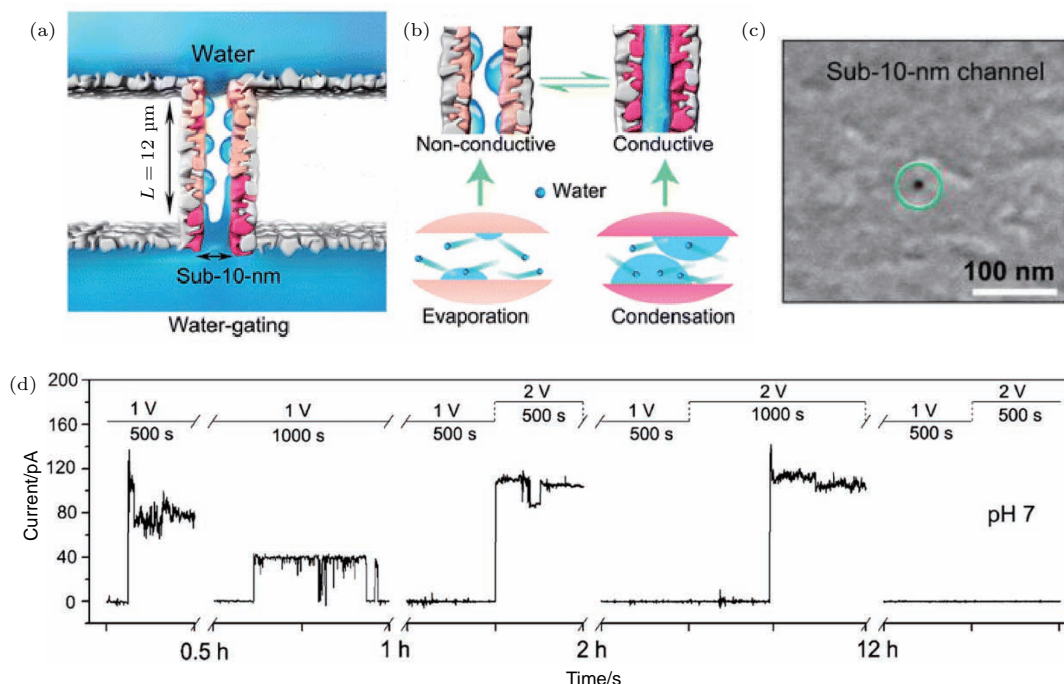 (a)
Water
L = 12 μm
Sub-10-nm
Water-gating
(b)
Non-conductive
Conductive
Water
Evaporation
Condensation
(c)
Sub-10-nm channel
100 nm
(d)
Current/pA
200
160
120
80
40
0
1 V
500 s
1 V
1000 s
1 V
500 s
2 V
500 s
1 V
500 s
2 V
1000 s
1 V
500 s
2 V
500 s
pH 7
0.5 h
1 h
2 h
12 h
Time/s